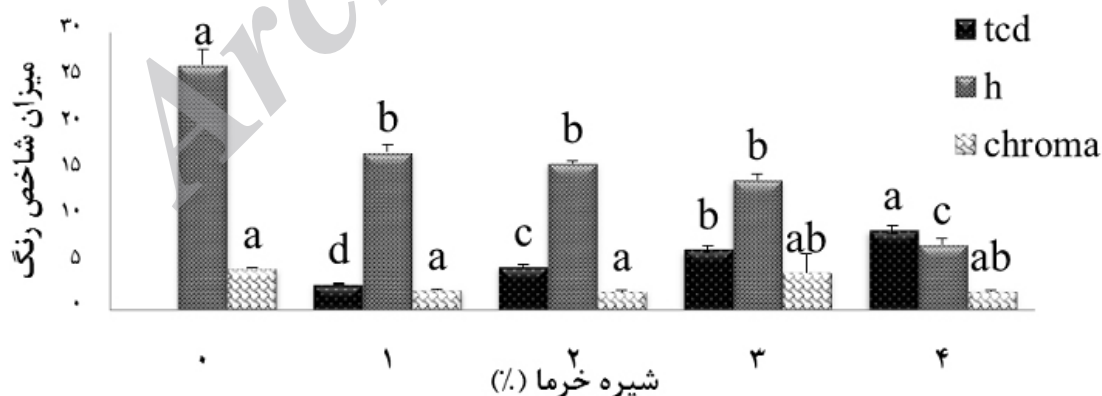 میزان شاخص رنگ
۳۰
۲۵
۲۰
۱۵
۱۰
۵
۰
a
a
d
b
a
c
b
a
b
b
ab
a
c
ab
tcd
h
chroma
۰ ۱ ۲ ۳ ۴
شیره خرما (٪)